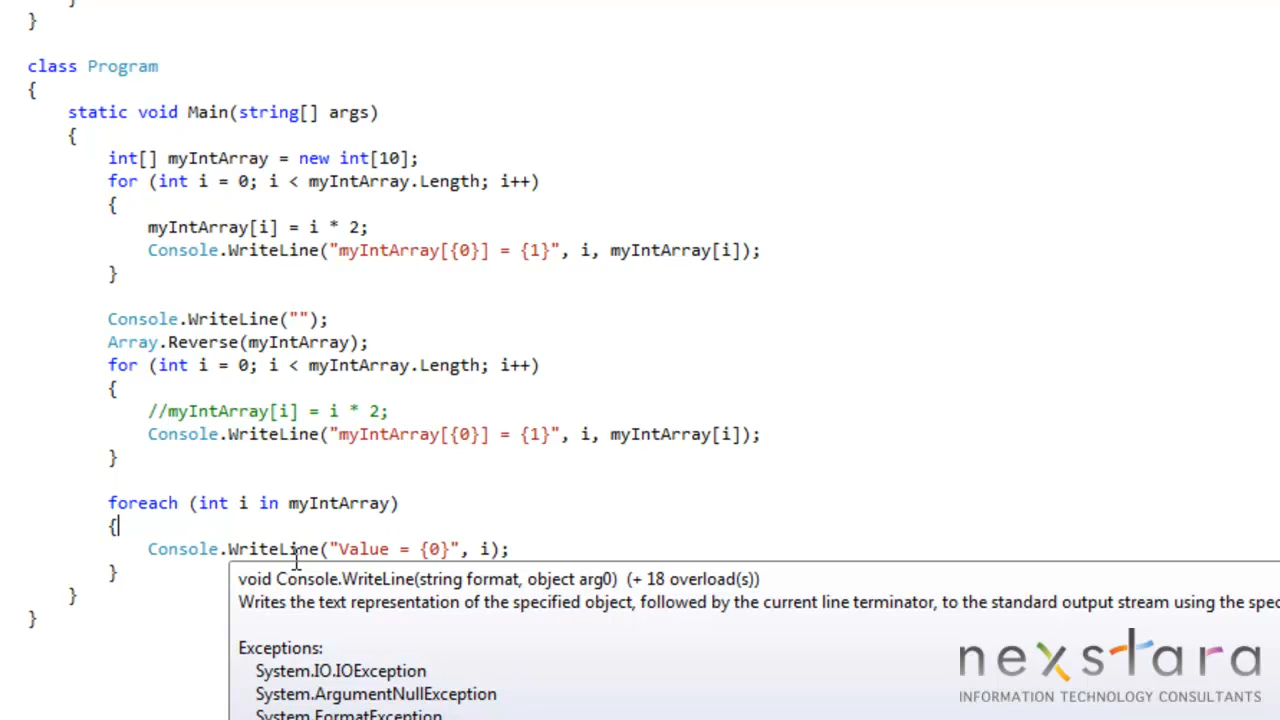 }
}
class Program
{
static void Main(string[] args)
{
int[] myIntArray = new int[10];
for (int i = 0; i < myIntArray.Length; i++)
{
myIntArray[i] = i * 2;
Console.WriteLine("myIntArray[{0}] = {1}", i, myIntArray[i]);
}
Console.WriteLine("");
Array.Reverse(myIntArray);
for (int i = 0; i < myIntArray.Length; i++)
{
//myIntArray[i] = i * 2;
Console.WriteLine("myIntArray[{0}] = {1}", i, myIntArray[i]);
}
foreach (int i in myIntArray)
{
Console.WriteLine("Value = {0}", i);
}
void Console.WriteLine(string format, object arg0) (+ 18 overload(s))
}
Writes the text representation of the specified object, followed by the current line terminator, to the standard output stream using the spec
}
Exceptions:
System.IO.IOException
System.ArgumentNullException
System.FormatException
nexstara
INFORMATION TECHNOLOGY CONSULTANTS